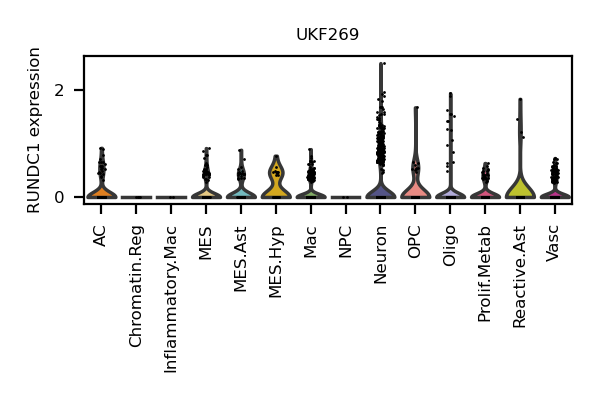 UKF269
RUNDC1 expression
2
0
AC
Chromatin.Reg
Inflammatory.Mac
MES
MES.Ast
MES.Hyp
Mac
NPC
Neuron
OPC
Oligo
Prolif.Metab
Reactive.Ast
Vasc